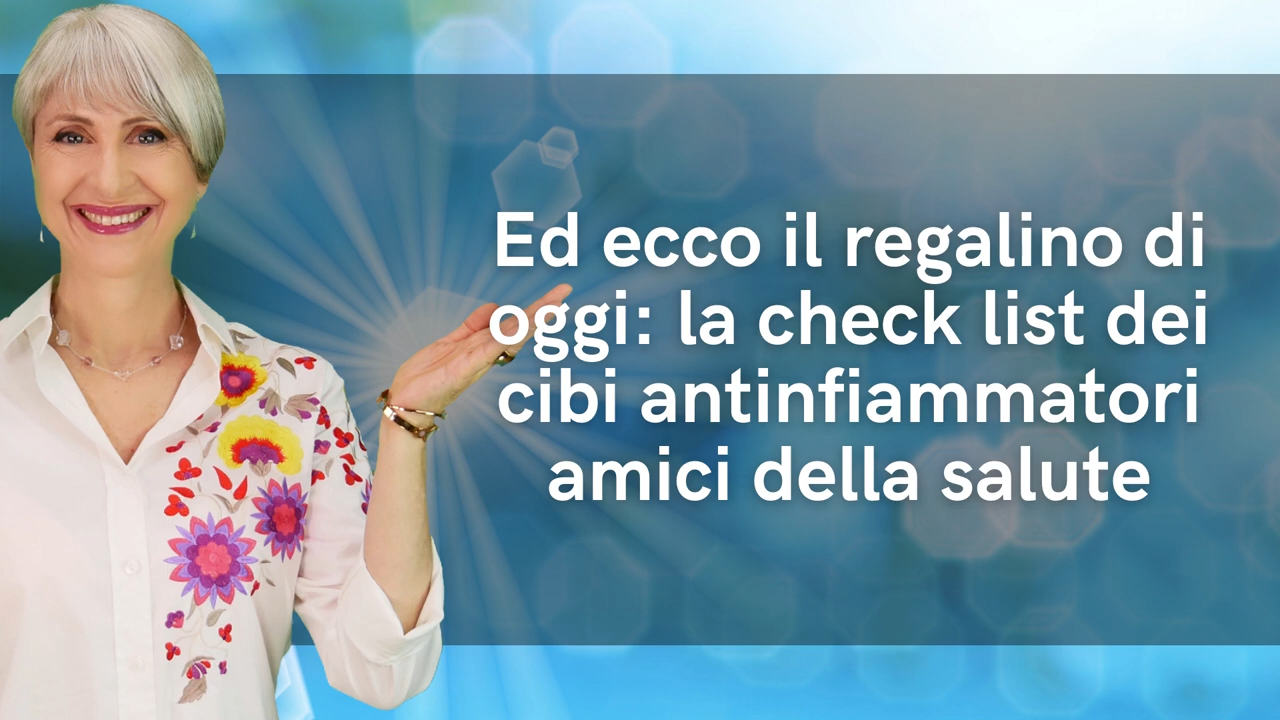 Ed ecco il regalino di
oggi: la check list dei
cibi antinfiammatori
amici della salute